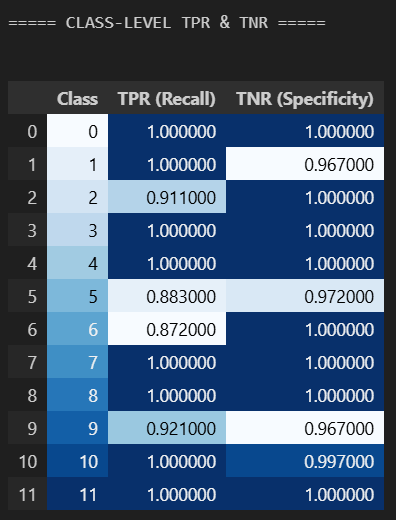 ===== CLASS-LEVEL TPR & TNR =====
Class TPR (Recall) TNR (Specificity)
0 0 1.000000 1.000000
1 1 1.000000 0.967000
2 2 0.911000 1.000000
3 3 1.000000 1.000000
4 4 1.000000 1.000000
5 5 0.883000 0.972000
6 6 0.872000 1.000000
7 7 1.000000 1.000000
8 8 1.000000 1.000000
9 9 0.921000 0.967000
10 10 1.000000 0.997000
11 11 1.000000 1.000000